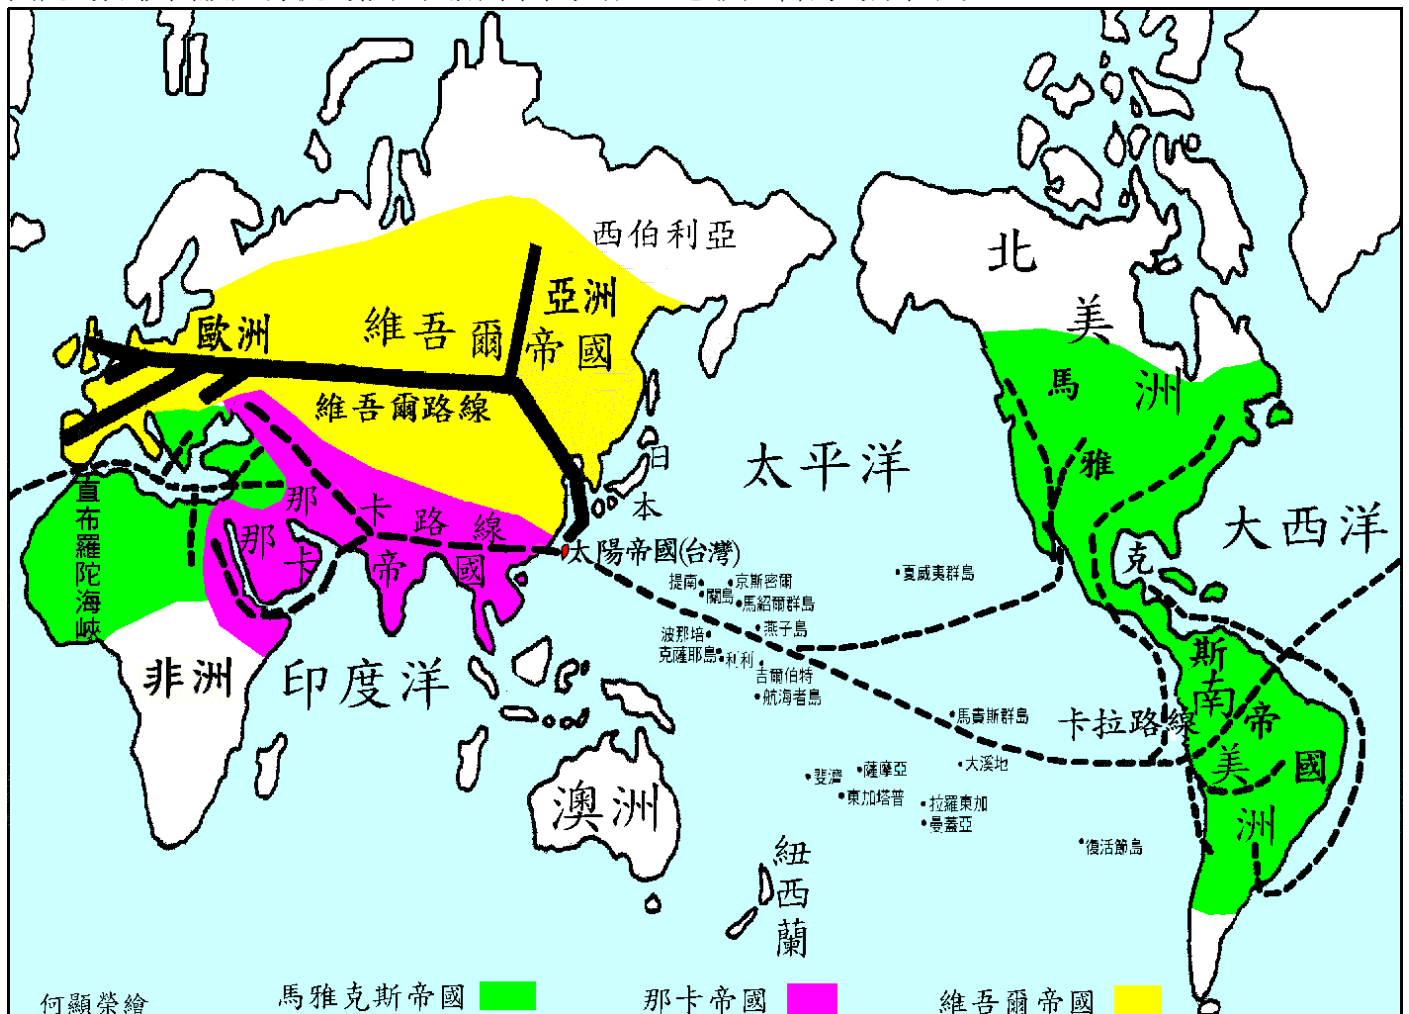 西伯利亞
北
美
洲
亞洲
歐洲
維吾爾帝國
維吾爾路線
馬
雅
克
斯
帝
國
太平洋
大西洋
日
本
直布羅陀海峽
那卡路線
那卡帝國
太陽帝國(台灣)
提南
京斯密爾
關島
馬紹爾群島
夏威夷群島
燕子島
波那培
克薩耶島
利利
吉爾伯特
航海者島
非洲
印度洋
南
美
洲
馬貴斯群島
卡拉路線
大溪地
薩摩亞
斐濟
東加塔普
拉羅東加
曼蓋亞
復活節島
澳洲
紐西蘭
何顯榮繪
馬雅克斯帝國
那卡帝國
維吾爾帝國